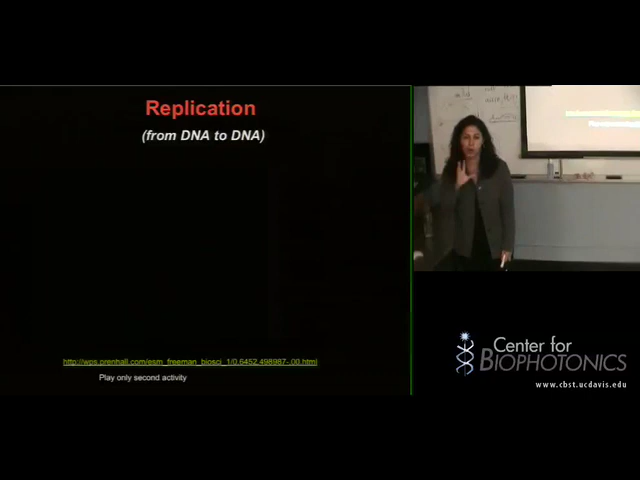 Replication
(from DNA to DNA)
http://wps.prenhall.com/esm_freeman_biosci_1/0,6452,498987-,00.html
Play only second activity
Center for
BIOPHOTONICS
www.cbst.ucdavis.edu